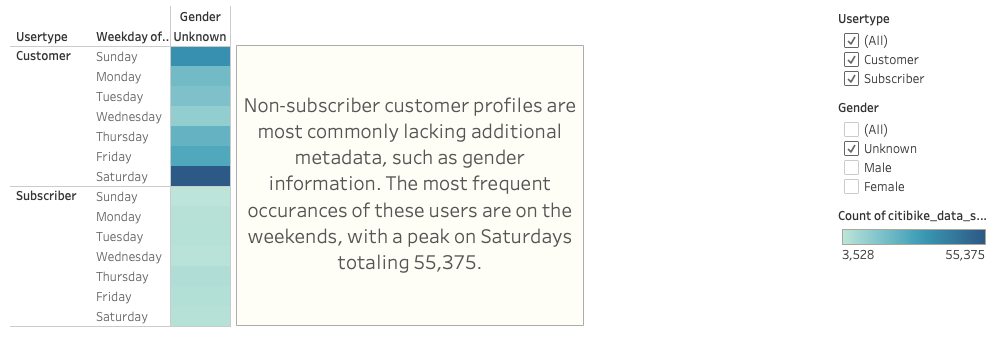 Gender
Usertype Weekday of.. Unknown
Customer Sunday
Monday
Tuesday
Wednesday
Thursday
Friday
Saturday
Subscriber Sunday
Monday
Tuesday
Wednesday
Thursday
Friday
Saturday
Non-subscriber customer profiles are
most commonly lacking additional
metadata, such as gender
information. The most frequent
occurances of these users are on the
weekends, with a peak on Saturdays
totaling 55,375.
Usertype
(All)
Customer
Subscriber
Gender
(All)
Unknown
Male
Female
Count of citibike_data_s...
3,528 55,375